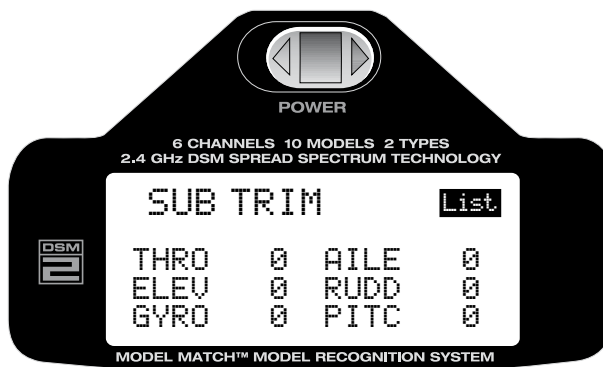 POWER
6 CHANNELS 10 MODELS 2 TYPES
2.4 GHz DSM SPREAD SPECTRUM TECHNOLOGY
SUB TRIM List
DSM
2
THRO 0 AILE 0
ELEV 0 RUDD 0
GYRO 0 PITC 0
MODEL MATCH™ MODEL RECOGNITION SYSTEM